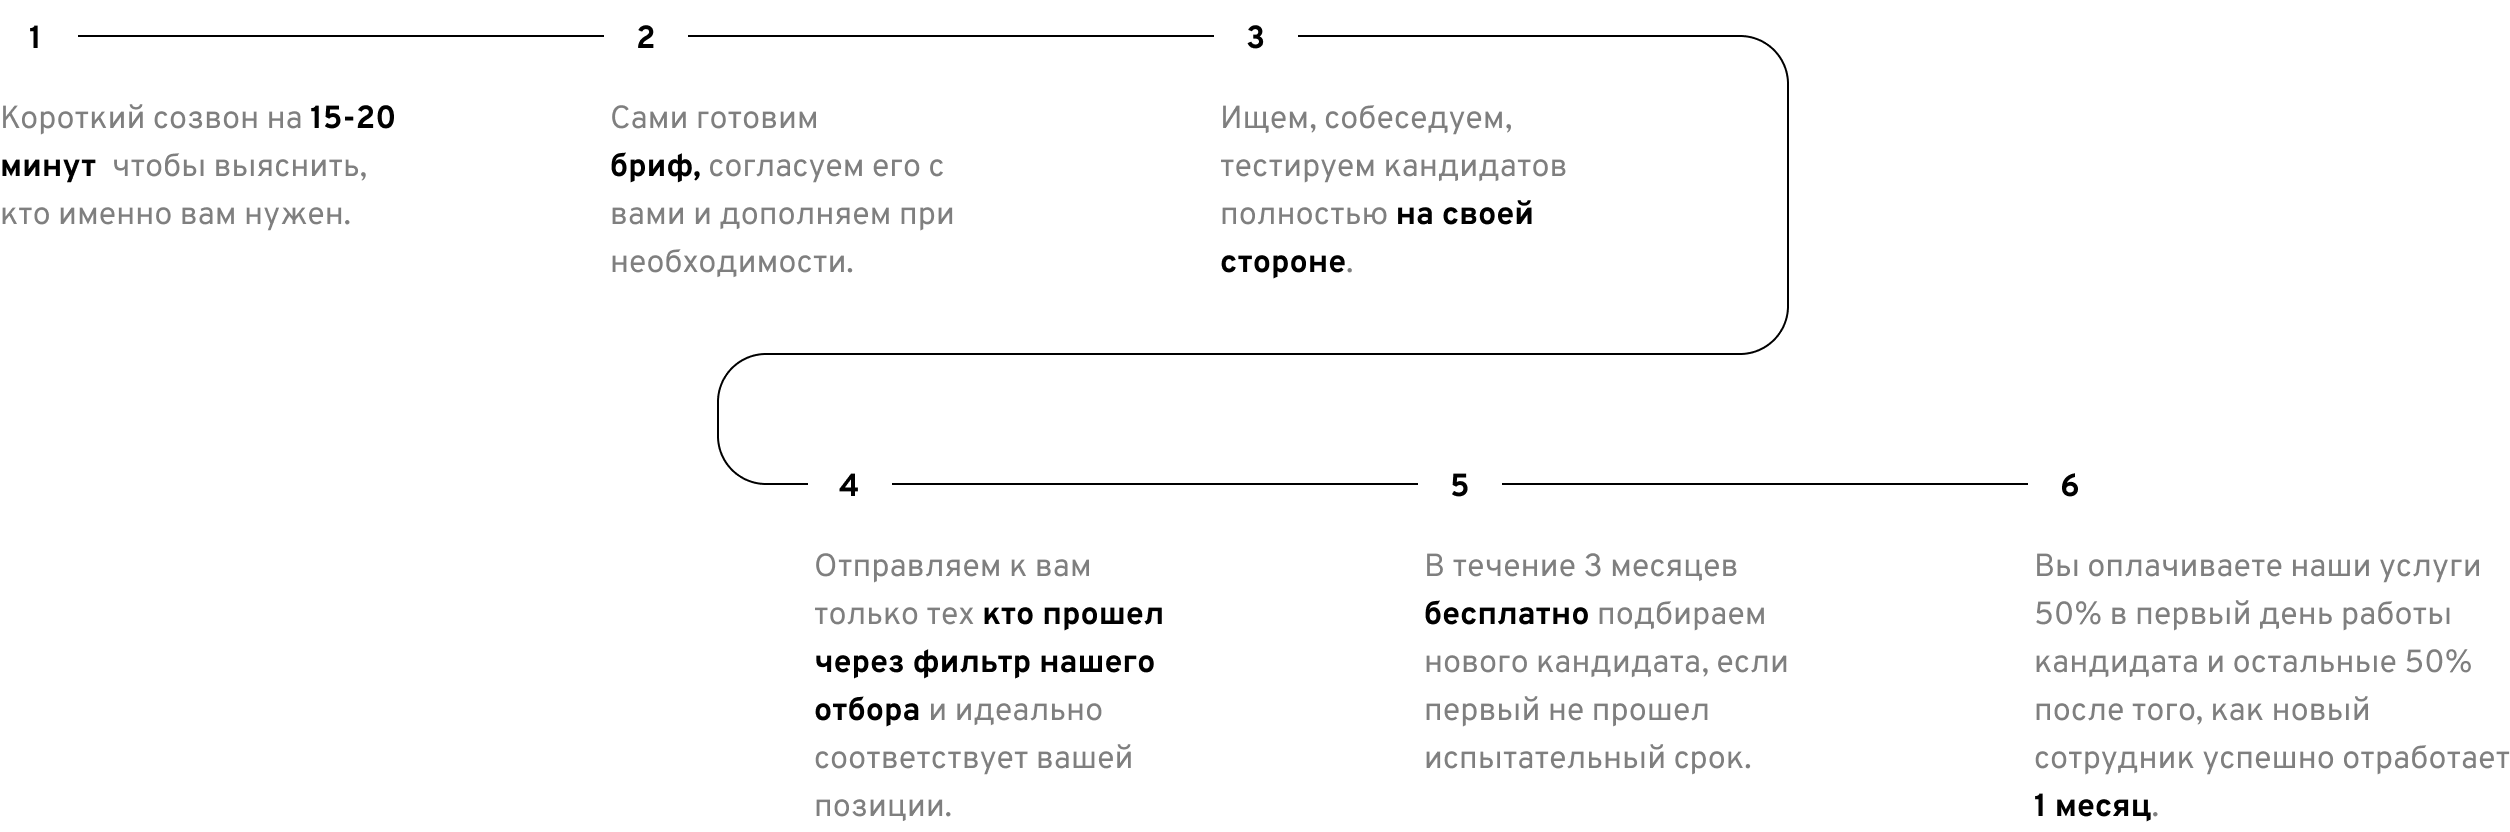 1
Короткий созвон на 15-20
минут чтобы выяснить,
кто именно вам нужен.
2
Сами готовим
бриф, согласуем его с
вами и дополняем при
необходимости.
3
Ищем, собеседуем,
тестируем кандидатов
полностью на своей
стороне.
4
Отправляем к вам
только тех кто прошел
через фильтр нашего
отбора и идеально
соответствует вашей
позиции.
5
В течение 3 месяцев
бесплатно подбираем
нового кандидата, если
первый не прошел
испытательный срок.
6
Вы оплачиваете наши услуги
50% в первый день работы
кандидата и остальные 50%
после того, как новый
сотрудник успешно отработает
1 месяц.